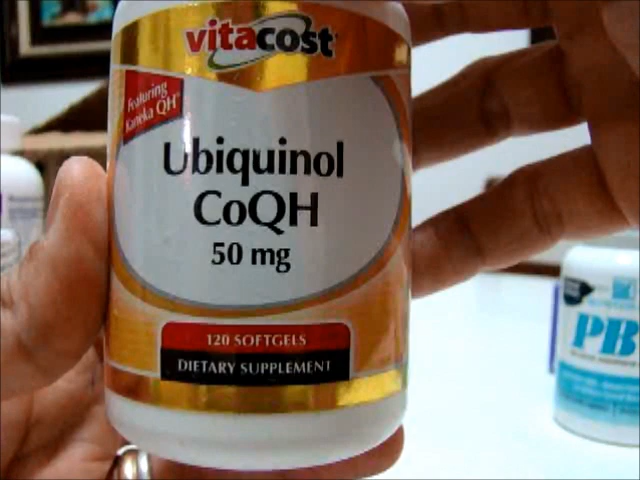 vitacost
Featuring
Kaneka QH
Ubiquinol
CoQH
50 mg
120 SOFTGELS
DIETARY SUPPLEMENT
PB